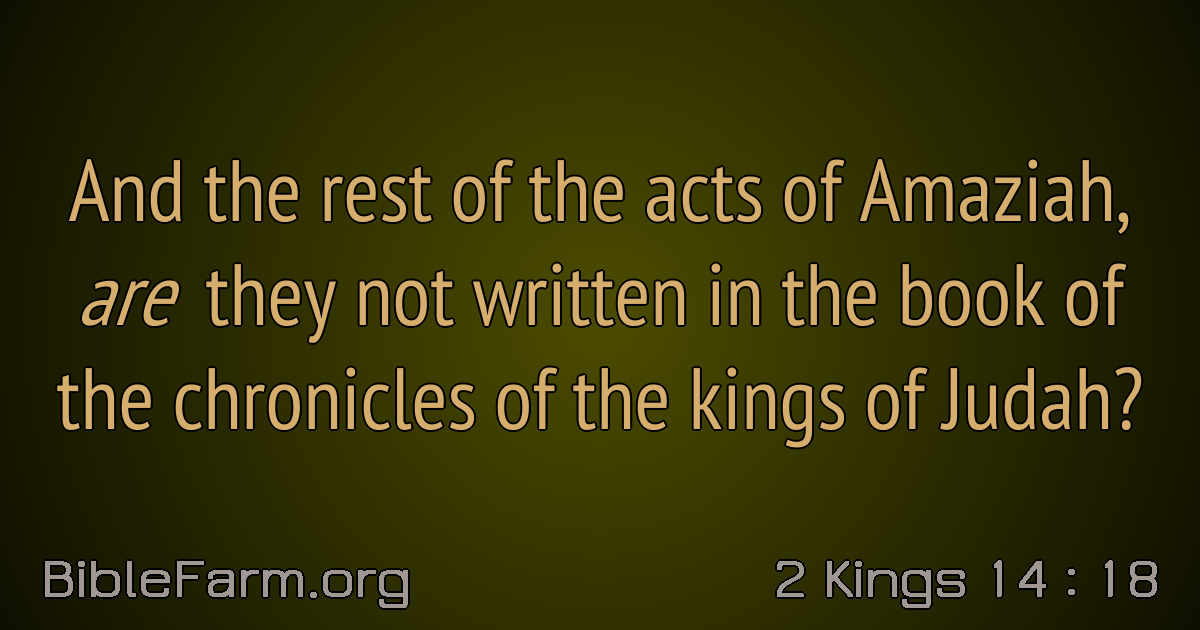 And the rest of the acts of Amaziah,
are they not written in the book of
the chronicles of the kings of Judah?
BibleFarm.org
2 Kings 14 : 18